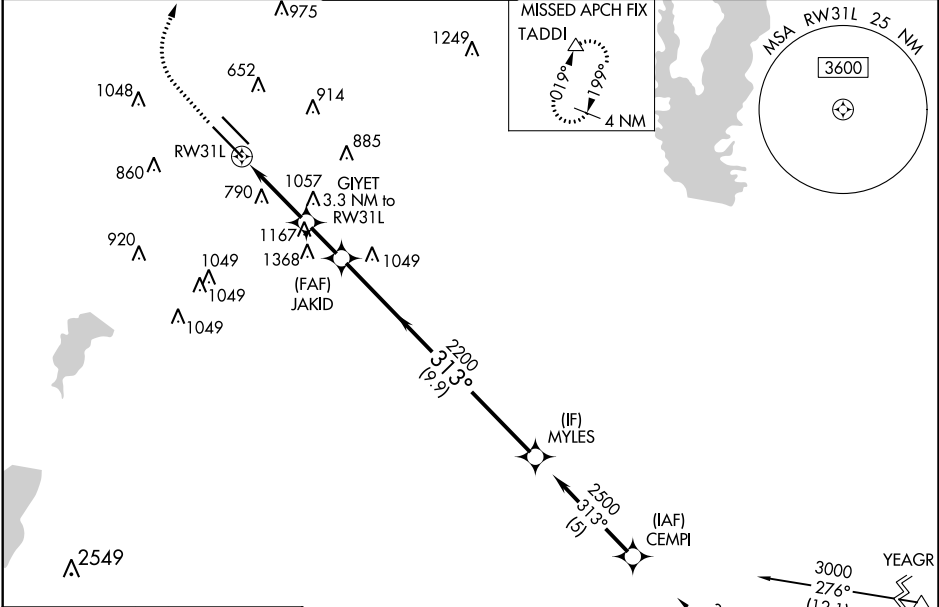 975
1249
652
1048
914
RW31L
885
860
790
1057
GIYET
3.3 NM to
RW31L
1167
920
1368
1049
1049
1049
(FAF)
JAKID
1049
MISSED APCH FIX
TADDI
019°
199°
4 NM
MSA RW31L 25 NM
3600
2200
313°
(9.9)
(IF)
MYLES
2500
313°
(5)
(IAF)
CEMPI
2549
YEAGR
3000
276°
(12.1)